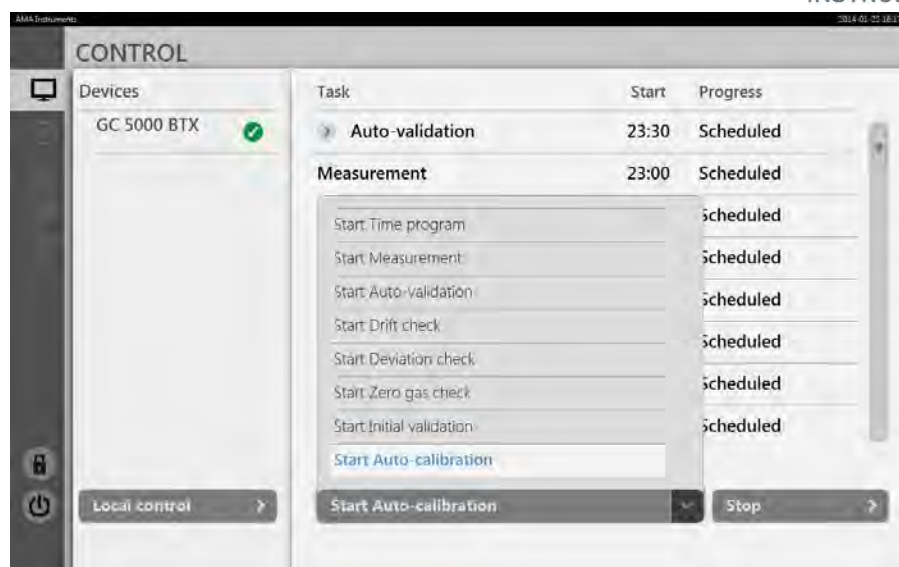 AMA Instruments
CONTROL
Devices
GC 5000 BTX
Local control
Task Start Progress
Auto-validation 23:30 Scheduled
Measurement 23:00 Scheduled
Start Time program
Start Measurement
Start Auto-validation
Start Drift check
Start Deviation check
Start Zero gas check
Start Initial validation
Start Auto-calibration
Scheduled
Scheduled
Scheduled
Scheduled
Scheduled
Scheduled
Start Auto-calibration
Stop